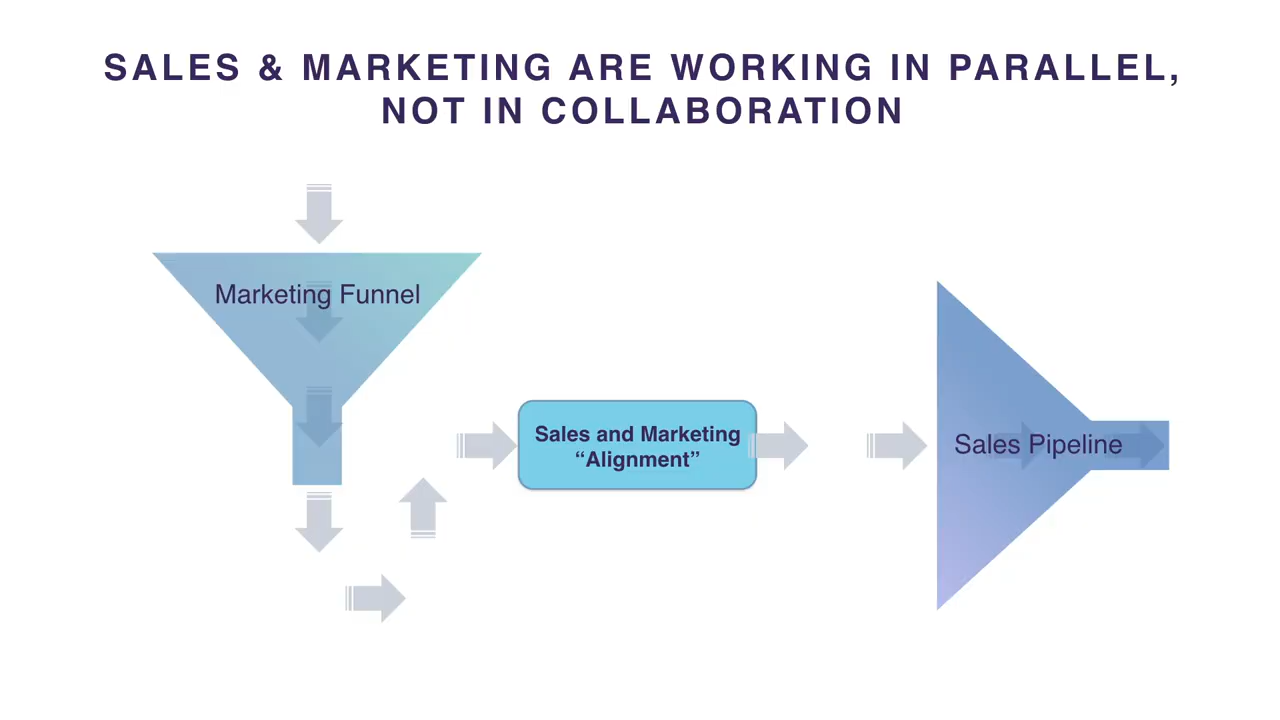 SALES & MARKETING ARE WORKING IN PARALLEL,
NOT IN COLLABORATION
Marketing Funnel
Sales and Marketing
“Alignment”
Sales Pipeline